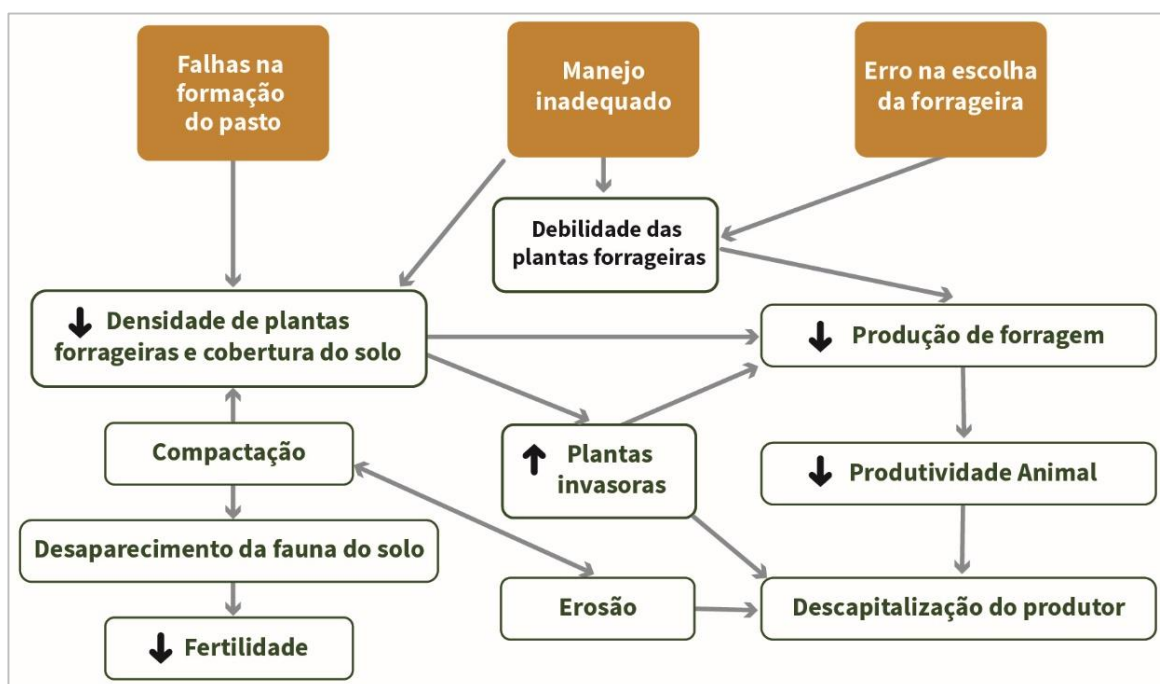 Falhas na
formação
do pasto
Manejo
inadequado
Erro na escolha
da forrageira
Debilidade das
plantas forrageiras
Densidade de plantas
forrageiras e cobertura do solo
Produção de forragem
Compactação
Plantas
invasoras
Produtividade Animal
Desaparecimento da fauna do solo
Erosão
Descapitalização do produtor
Fertilidade